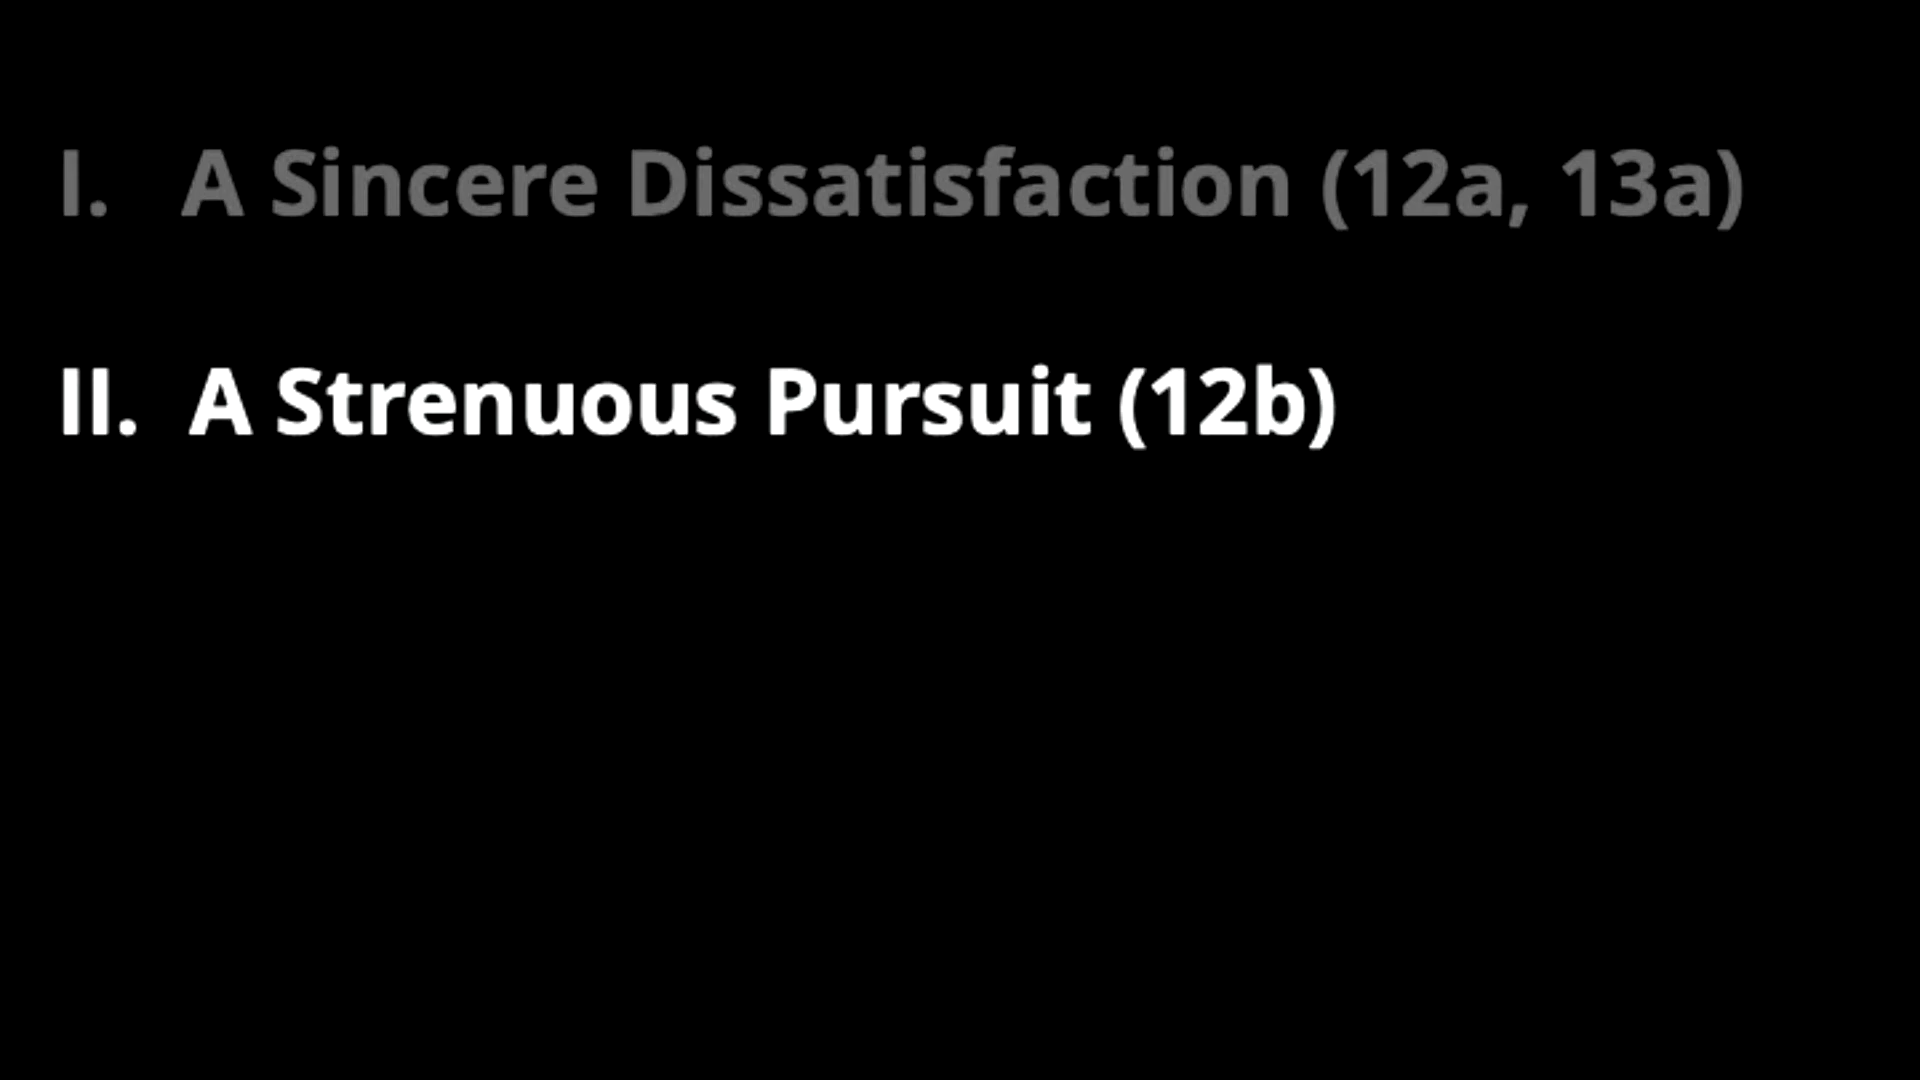 I. A Sincere Dissatisfaction (12a, 13a)
II. A Strenuous Pursuit (12b)